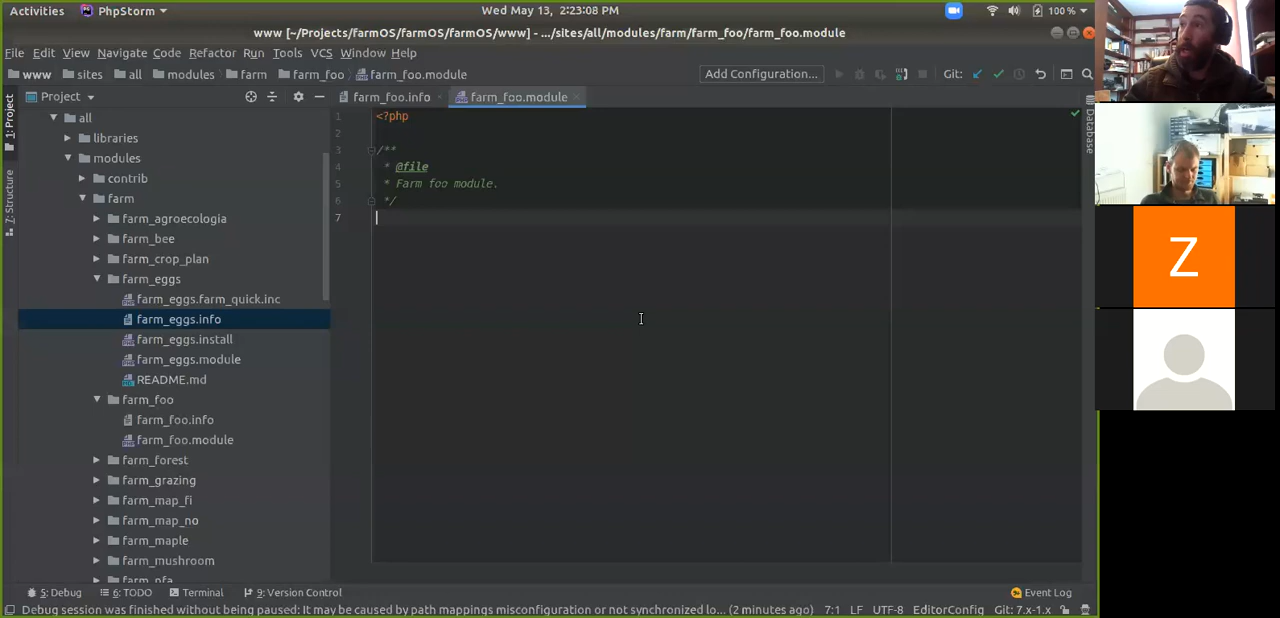 Activities PhpStorm Wed May 13, 2:23:08 PM 100 %
www [~/Projects/farmOS/farmOS/farmOS/www] - .../sites/all/modules/farm/farm_foo/farm_foo.module
File Edit View Navigate Code Refactor Run Tools VCS Window Help
www sites all modules farm farm_foo farm_foo.module Add Configuration... Git:
Project farm_foo.info farm_foo.module
1: Project
7: Structure
Database
all
libraries
modules
contrib
farm
farm_agroecologia
farm_bee
farm_crop_plan
farm_eggs
farm_eggs.farm_quick.inc
farm_eggs.info
farm_eggs.install
farm_eggs.module
README.md
farm_foo
farm_foo.info
farm_foo.module
farm_forest
farm_grazing
farm_map_fi
farm_map_no
farm_maple
farm_mushroom
farm_nfa
1 <?php
2
3 /**
4 * @file
5 * Farm foo module.
6 */
7
Z
5: Debug 6: TODO Terminal 9: Version Control Event Log
Debug session was finished without being paused: It may be caused by path mappings misconfiguration or not synchronized lo... (2 minutes ago) 7:1 LF UTF-8 EditorConfig Git: 7.x-1.x